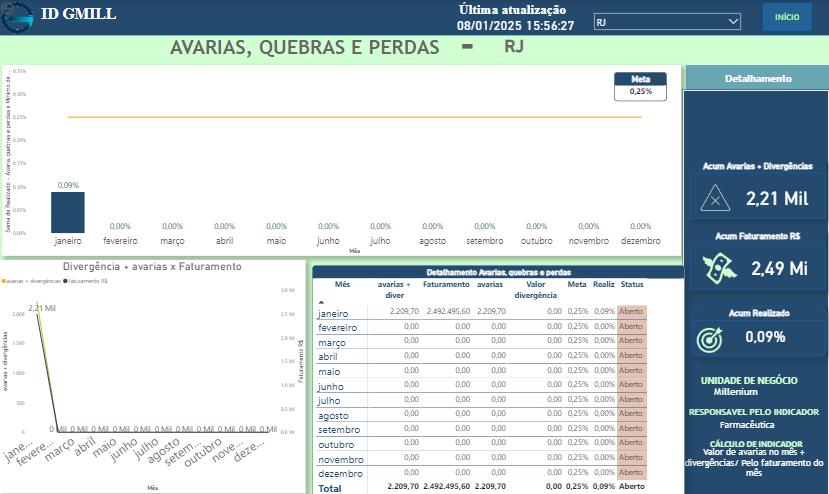 ID GMILL
Última atualização
08/01/2025 15:56:27
RJ
INÍCIO
AVARIAS, QUEBRAS E PERDAS - RJ
Meta
0,25%
0,35%
0,30%
0,25%
0,20%
0,15%
0,10%
0,05%
0,00%
Soma de Realizado - Avaria, quebras e perdas e Mínimo de...
0,09% 0,00% 0,00% 0,00% 0,00% 0,00% 0,00% 0,00% 0,00% 0,00% 0,00% 0,00%
janeiro fevereiro março abril maio junho julho agosto setembro outubro novembro dezembro
Mês
Detalhamento
Acum Avarias + Divergências
2,21 Mil
Acum Faturamento R$
2,49 Mi
Acum Realizado
0,09%
UNIDADE DE NEGÓCIO
Millenium
RESPONSAVEL PELO INDICADOR
Farmacêutica
CÁLCULO DE INDICADOR
Valor de avarias no mês +
divergências/ Pelo faturamento do
mês
Divergência + avarias x Faturamento
avarias + divergências faturamento R$
2,21 Mil
2.000
1.500
1.000
500
0
avarias + divergências
3,0 Mi
2,5 Mi
2,0 Mi
1,5 Mi
1,0 Mi
0,5 Mi
0,0 Mi
Faturamento R$
0 Mil 0 Mil 0 Mil 0 Mil 0 Mil 0 Mil 0 Mil 0 Mil 0 Mil 0 Mil 0 Mil
jane... fevere... março abril maio junho julho agosto setem... outubro nove... deze...
Mês
Detalhamento Avarias, quebras e perdas
Mês avarias + diver Faturamento avarias Valor divergência Meta Realiz Status
janeiro 2.209,70 2.492.495,60 2.209,70 0,00 0,25% 0,09% Aberto
fevereiro 0,00 0,00 0,00 0,00 0,25% 0,00% Aberto
março 0,00 0,00 0,00 0,00 0,25% 0,00% Aberto
abril 0,00 0,00 0,00 0,00 0,25% 0,00% Aberto
maio 0,00 0,00 0,00 0,00 0,25% 0,00% Aberto
junho 0,00 0,00 0,00 0,00 0,25% 0,00% Aberto
julho 0,00 0,00 0,00 0,00 0,25% 0,00% Aberto
agosto 0,00 0,00 0,00 0,00 0,25% 0,00% Aberto
setembro 0,00 0,00 0,00 0,00 0,25% 0,00% Aberto
outubro 0,00 0,00 0,00 0,00 0,25% 0,00% Aberto
novembro 0,00 0,00 0,00 0,00 0,25% 0,00% Aberto
dezembro 0,00 0,00 0,00 0,00 0,25% 0,00% Aberto
Total 2.209,70 2.492.495,60 2.209,70 0,00 0,25% 0,09% Aberto